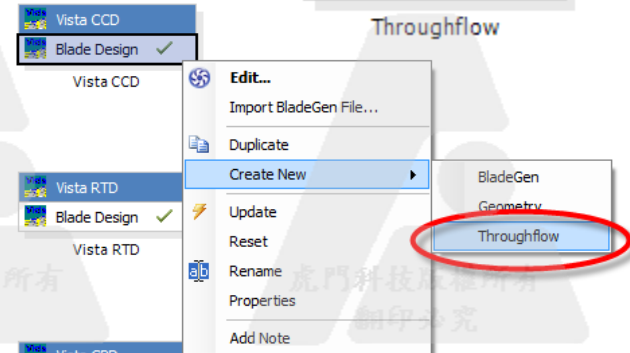 Vista CCD
Blade Design
Vista CCD
Throughflow
Edit...
Import BladeGen File...
Duplicate
Create New
BladeGen
Geometry
Throughflow
Update
Reset
Rename
Properties
Add Note
Vista RTD
Blade Design
Vista RTD
所有
虎門科技版權所有
翻印必究